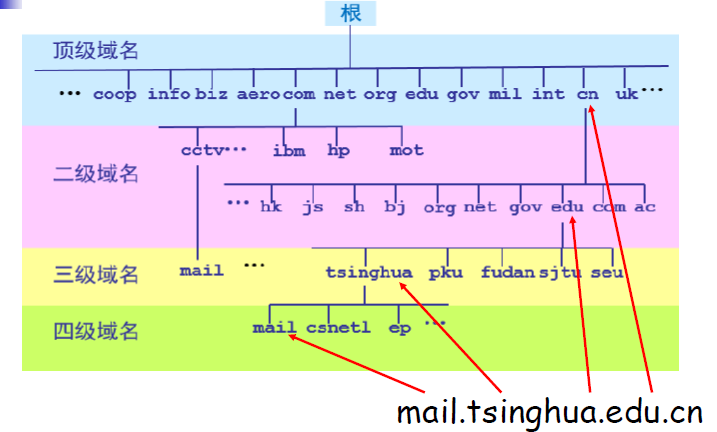 根
顶级域名
… coop info biz aero com net org edu gov mil int cn uk …
cctv … ibm hp mot
二级域名
… hk js sh bj org net gov edu com ac
mail … tsinghua pku fudan sjtu seu
三级域名
mail csnetl ep …
四级域名
mail.tsinghua.edu.cn